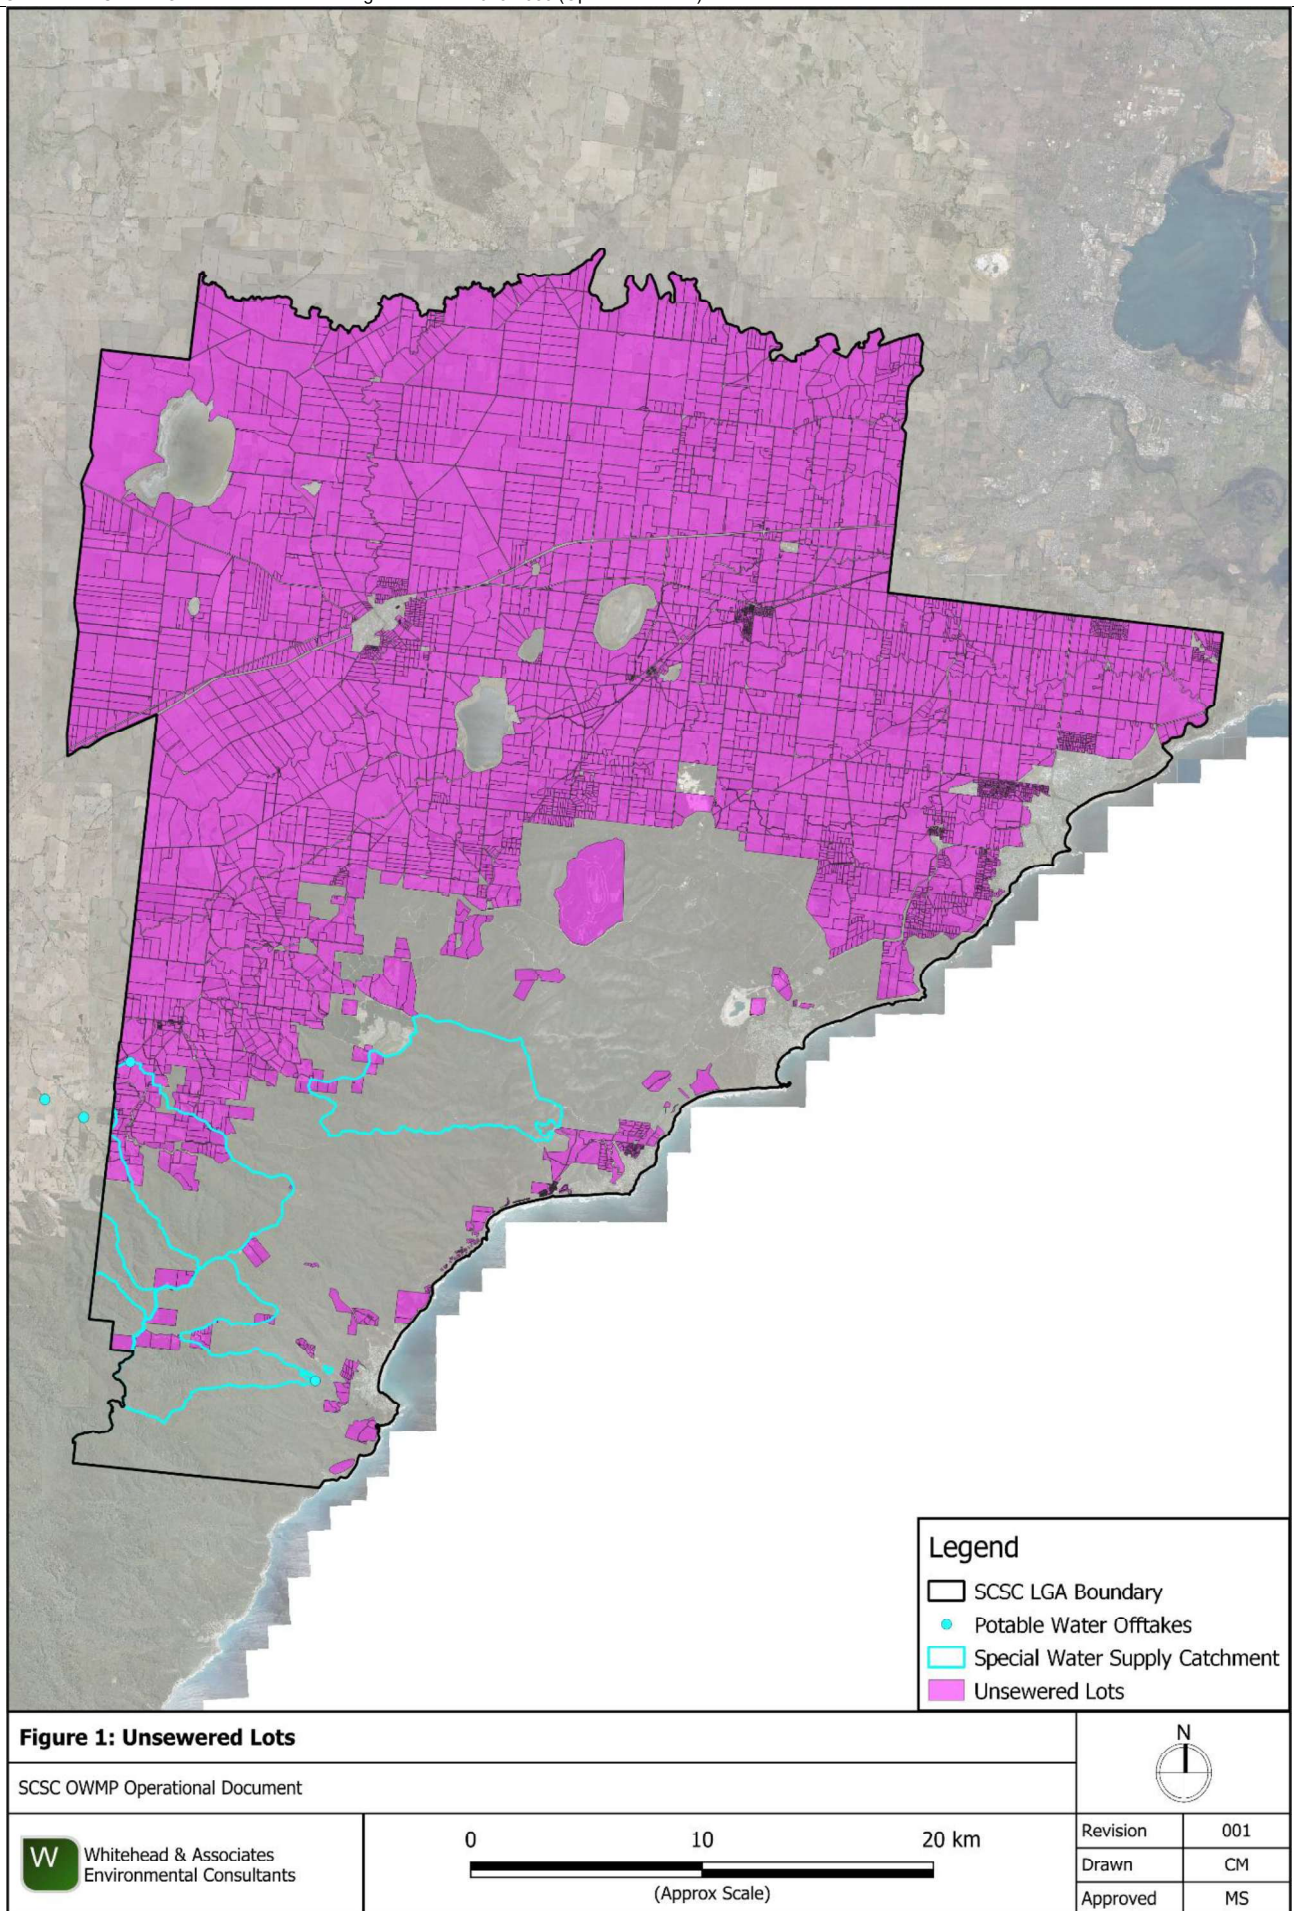 Legend
SCSC LGA Boundary
Potable Water Offtakes
Special Water Supply Catchment
Unsewered Lots
Figure 1: Unsewered Lots
N
SCSC OWMP Operational Document
W
Whitehead & Associates
Environmental Consultants
0 10 20 km
(Approx Scale)
Revision 001
Drawn CM
Approved MS